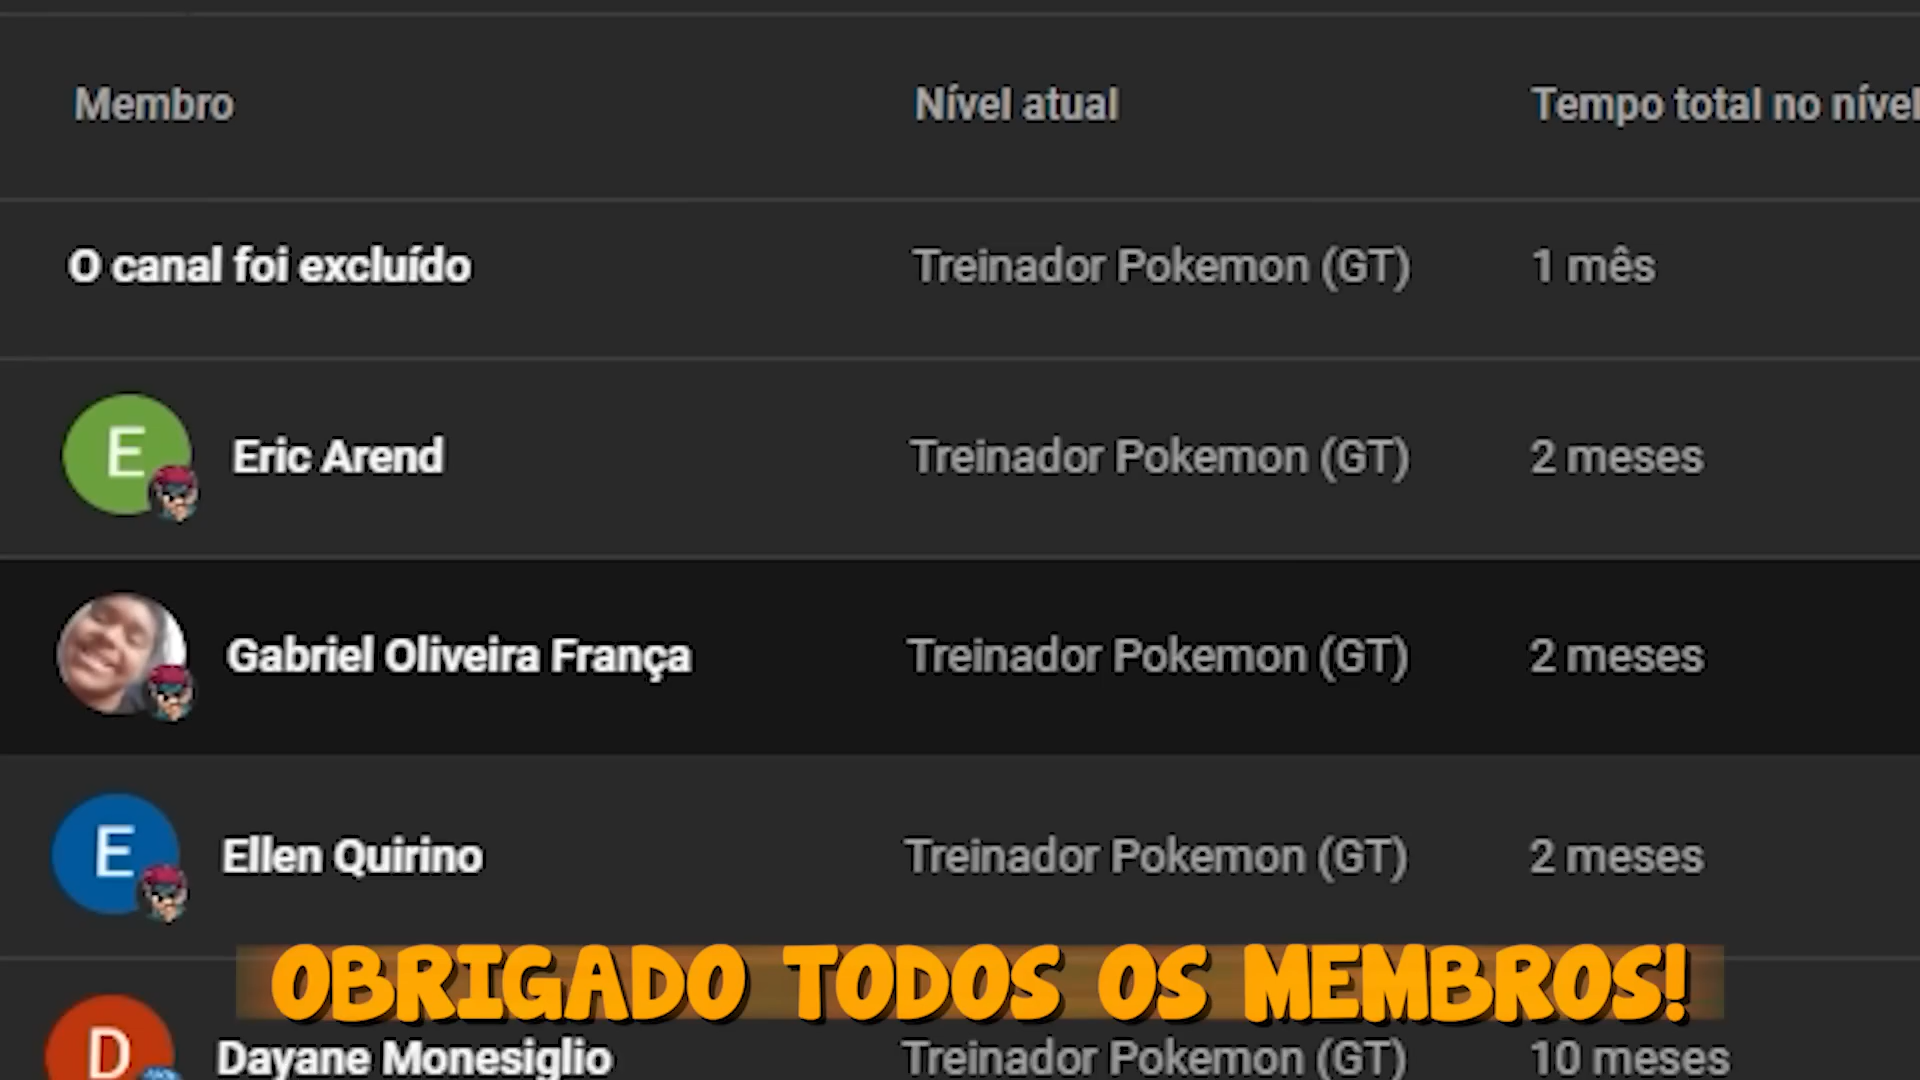 Membro Nível atual Tempo total no nível
O canal foi excluído Treinador Pokemon (GT) 1 mês
E Eric Arend Treinador Pokemon (GT) 2 meses
Gabriel Oliveira França Treinador Pokemon (GT) 2 meses
E Ellen Quirino Treinador Pokemon (GT) 2 meses
OBRIGADO TODOS OS MEMBROS!
D Dayane Monesiglio Treinador Pokemon (GT) 10 meses